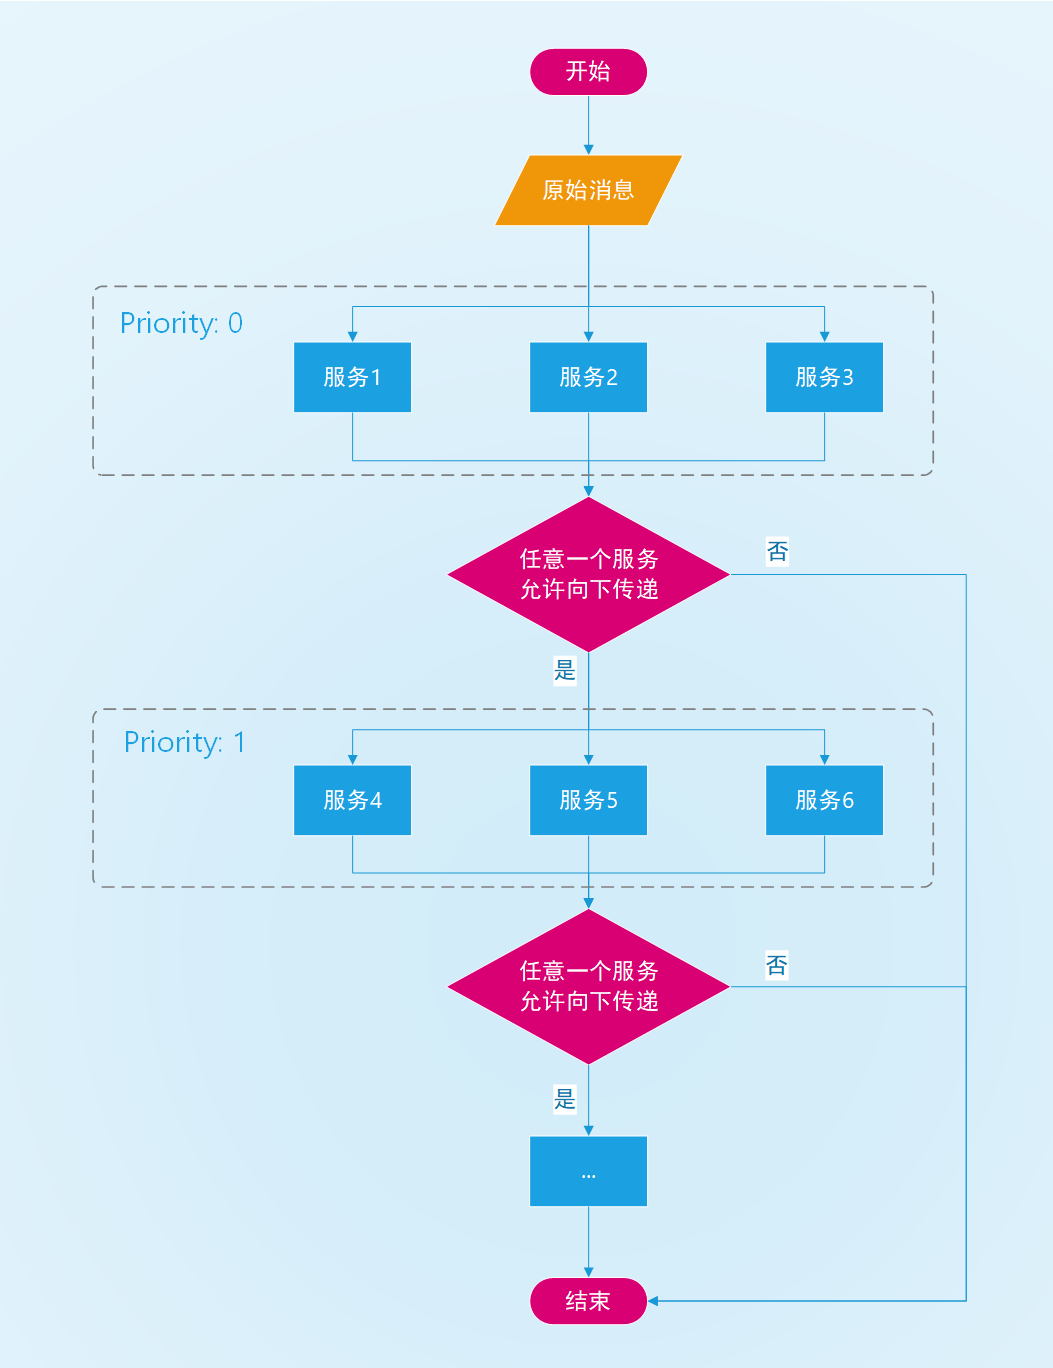 开始
原始消息
Priority: 0
服务1
服务2
服务3
任意一个服务
允许向下传递
否
是
Priority: 1
服务4
服务5
服务6
任意一个服务
允许向下传递
否
是
...
结束